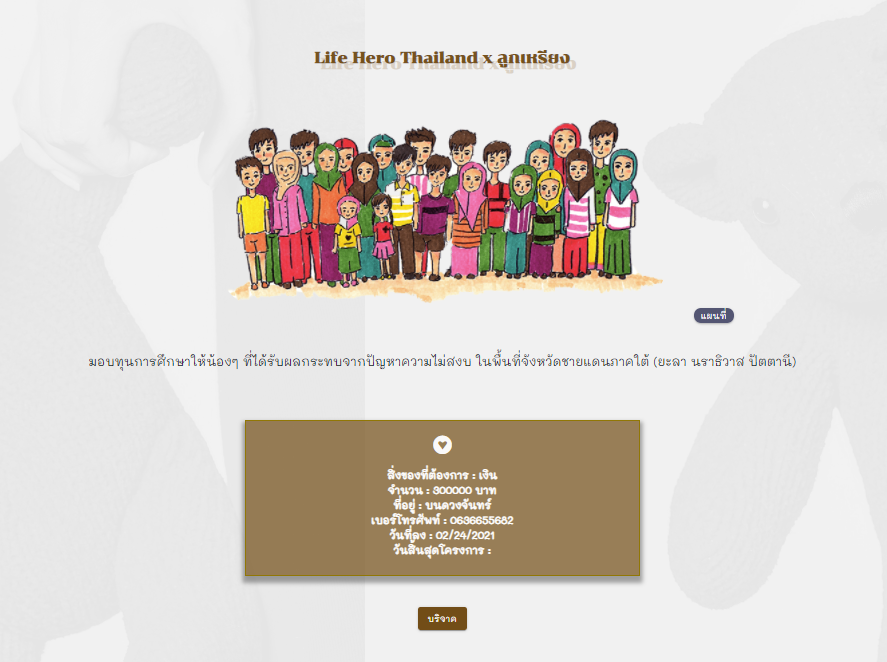 Life Hero Thailand x ลูกเหรียง
แผนที่
มอบทุนการศึกษาให้น้องๆ ที่ได้รับผลกระทบจากปัญหาความไม่สงบ ในพื้นที่จังหวัดชายแดนภาคใต้ (ยะลา นราธิวาส ปัตตานี)
สิ่งของที่ต้องการ : เงิน
จำนวน : 300000 บาท
ที่อยู่ : บนดวงจันทร์
เบอร์โทรศัพท์ : 0636655682
วันที่ลง : 02/24/2021
วันสิ้นสุดโครงการ :
บริจาค